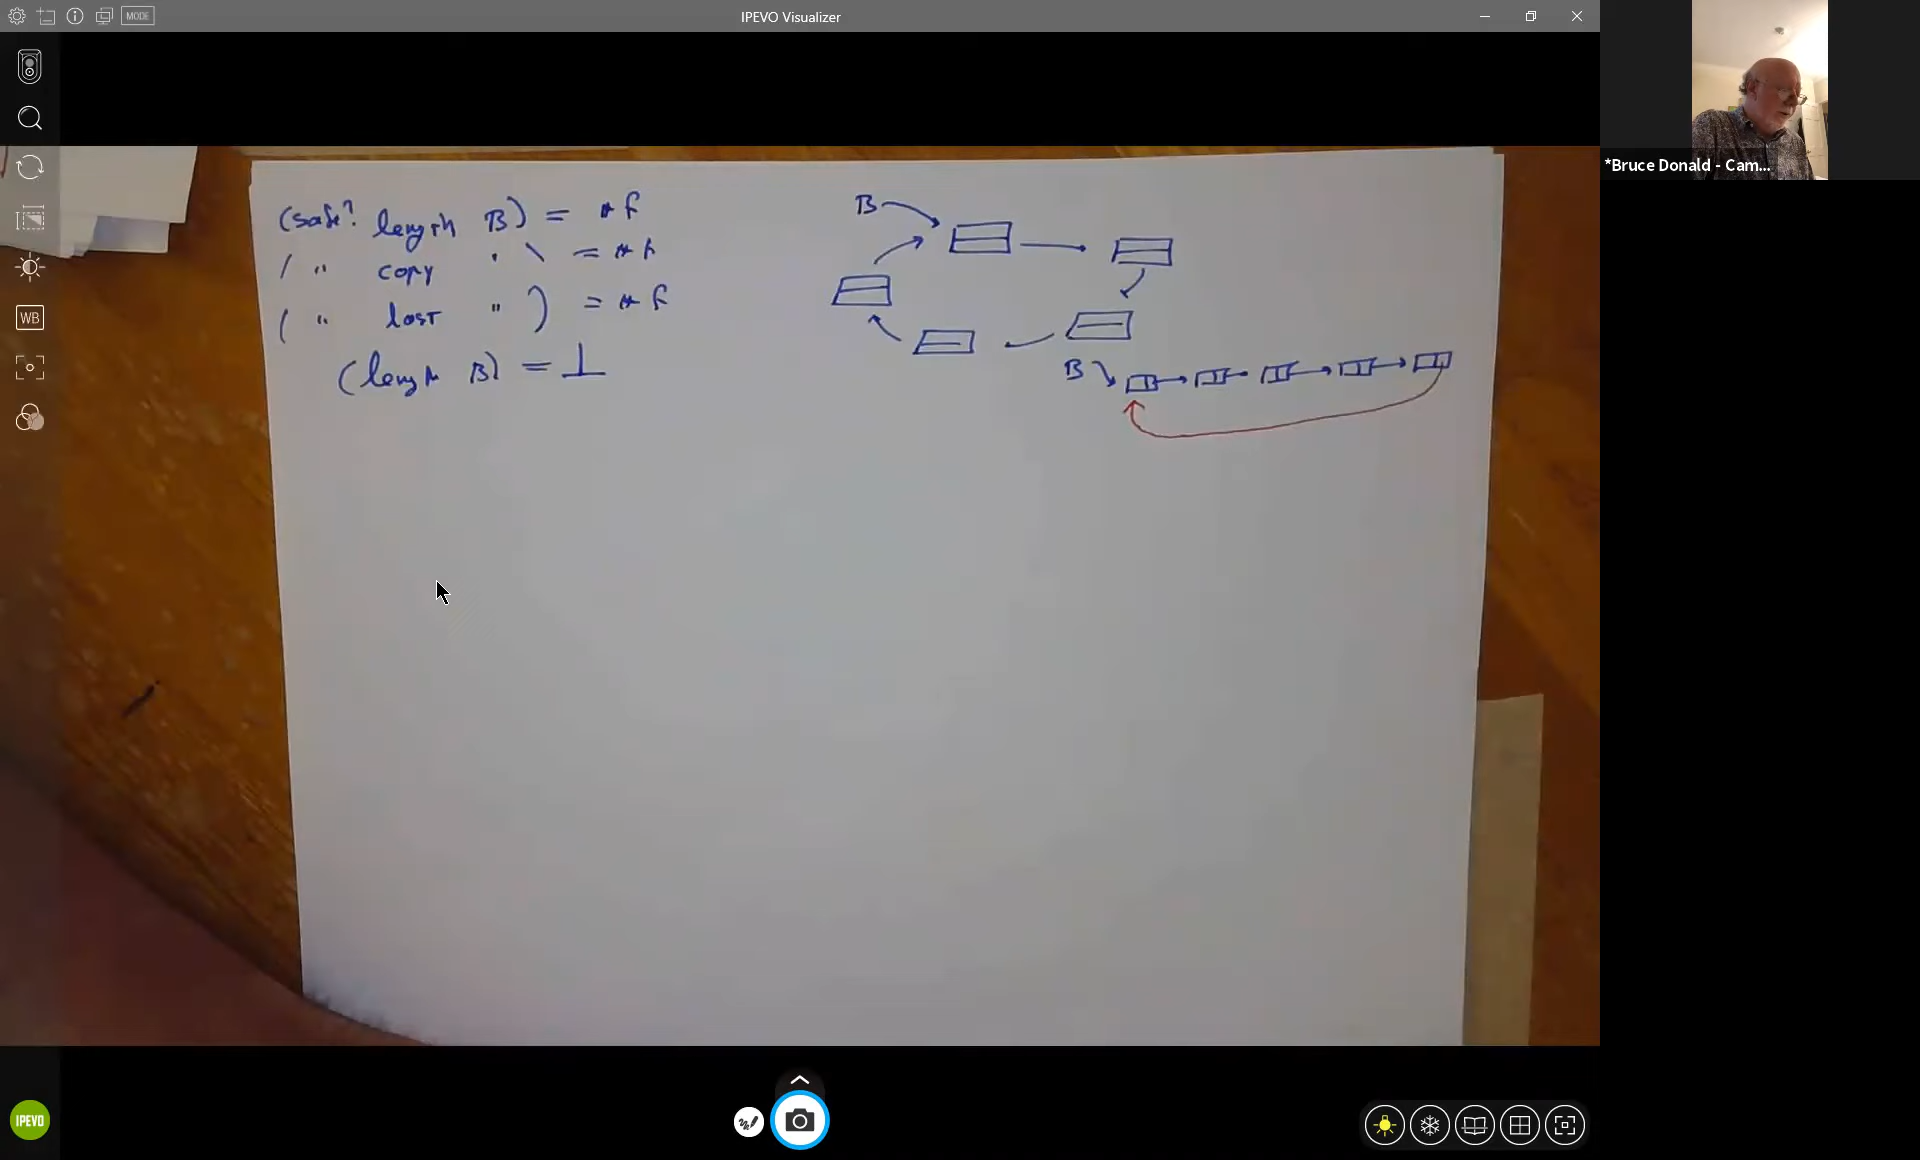 MODE
IPEVO Visualizer
*Bruce Donald - Cam...
WB
(safe? length B) = #f
( " copy " ) = #f
( " last " ) = #f
(length B) = ⊥
B
B
IPEVO